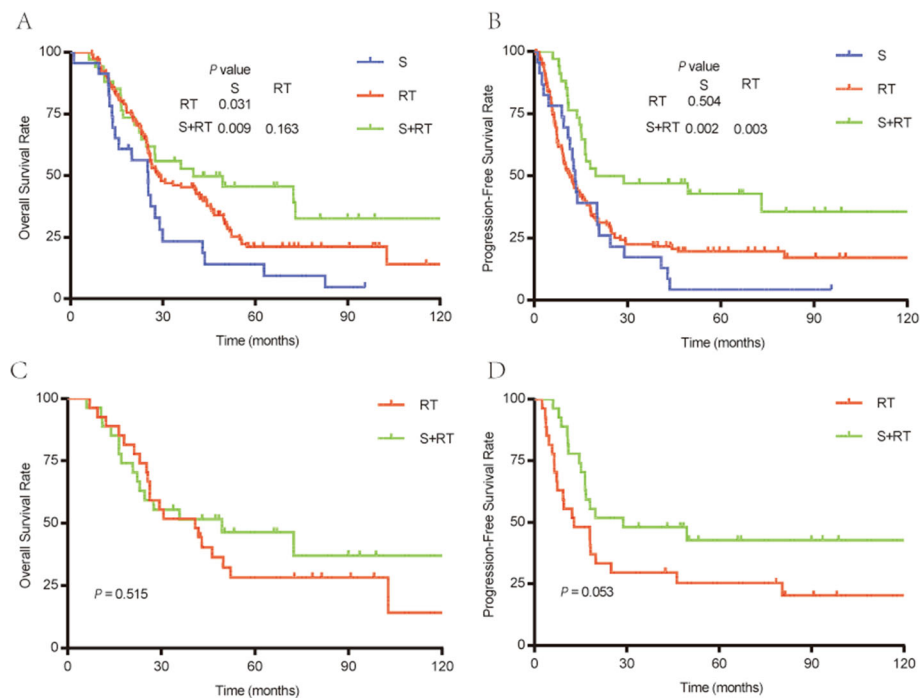 A
Overall Survival Rate
100
75
50
25
0
P value
S RT
RT 0.031
S+RT 0.009 0.163
S
RT
S+RT
0 30 60 90 120
Time (months)
B
Progression-Free Survival Rate
100
75
50
25
0
P value
S RT
RT 0.504
S+RT 0.002 0.003
S
RT
S+RT
0 30 60 90 120
Time (months)
C
Overall Survival Rate
100
75
50
25
0
RT
S+RT
P = 0.515
0 30 60 90 120
Time (months)
D
Progression-Free Survival Rate
100
75
50
25
0
RT
S+RT
P = 0.053
0 30 60 90 120
Time (months)